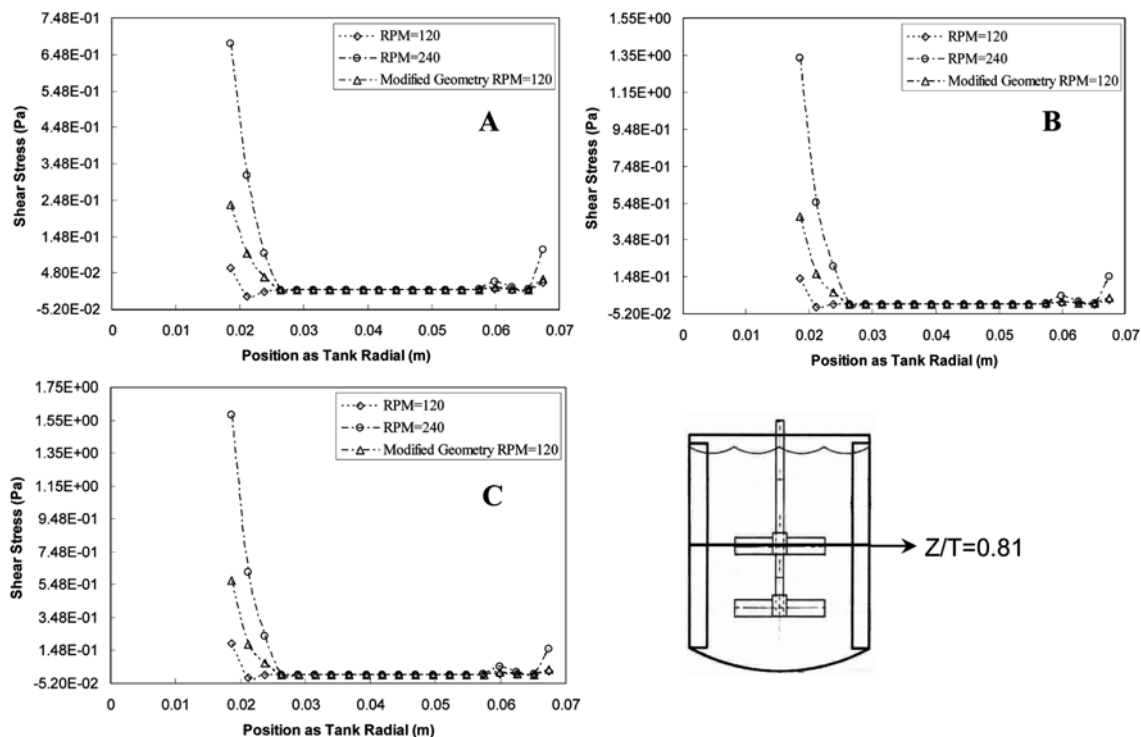 7.48E-01
6.48E-01
5.48E-01
4.48E-01
3.48E-01
2.48E-01
1.48E-01
4.80E-02
-5.20E-02
Shear Stress (Pa)
RPM=120
RPM=240
Modified Geometry RPM=120
A
0 0.01 0.02 0.03 0.04 0.05 0.06 0.07
Position as Tank Radial (m)
1.55E+00
1.35E+00
1.15E+00
9.48E-01
7.48E-01
5.48E-01
3.48E-01
1.48E-01
-5.20E-02
Shear Stress (Pa)
RPM=120
RPM=240
Modified Geometry RPM=120
B
0 0.01 0.02 0.03 0.04 0.05 0.06 0.07
Position as Tank Radial (m)
1.75E+00
1.55E+00
1.35E+00
1.15E+00
9.48E-01
7.48E-01
5.48E-01
3.48E-01
1.48E-01
-5.20E-02
Shear Stress (Pa)
RPM=120
RPM=240
Modified Geometry RPM=120
C
0 0.01 0.02 0.03 0.04 0.05 0.06 0.07
Position as Tank Radial (m)
Z/T=0.81